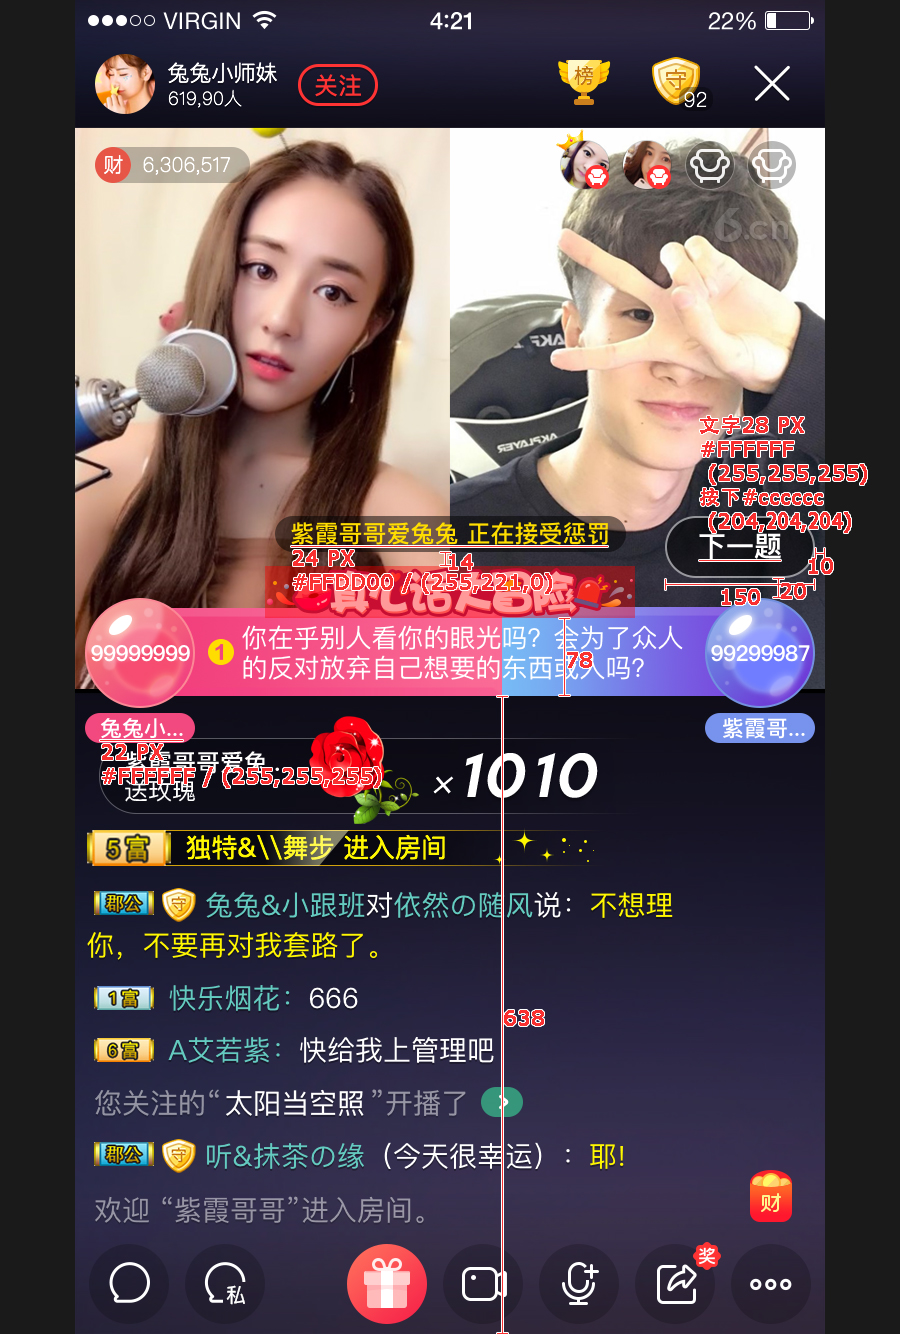 VIRGIN
4:21
22%
兔兔小师妹
619,90人
关注
榜
守
92
财
6,306,517
6.cn
AKPLAYER
文字28 PX
#FFFFFF
(255,255,255)
按下#cccccc
(204,204,204)
紫霞哥哥爱兔兔 正在接受惩罚
24 PX
14
#FFDD00 / (255,221,0)
下一题
10
150
20
真心话大冒险
99999999
1
你在乎别人看你的眼光吗？会为了众人
的反对放弃自己想要的东西或人吗？
78
99299987
兔兔小...
紫霞哥...
22 PX
#FFFFFF / (255,255,255)
紫霞哥哥爱兔...
送玫瑰
×1010
5富
独特&\\舞步 进入房间
郡公 守 兔兔&小跟班对依然の随风说：不想理
你，不要再对我套路了。
1富 快乐烟花：666
638
6富 A艾若紫：快给我上管理吧
您关注的“太阳当空照”开播了
郡公 守 听&抹茶の缘（今天很幸运）：耶！
财
欢迎 “紫霞哥哥”进入房间。
私
奖